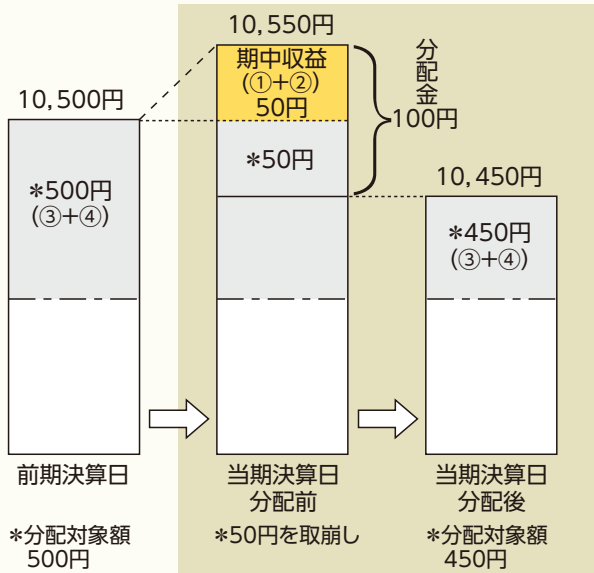 10,500円
*500円
(③+④)
前期決算日
*分配対象額
500円
10,550円
期中収益
(①+②)
50円
*50円
分配金
100円
当期決算日
分配前
*50円を取崩し
10,450円
*450円
(③+④)
当期決算日
分配後
*分配対象額
450円